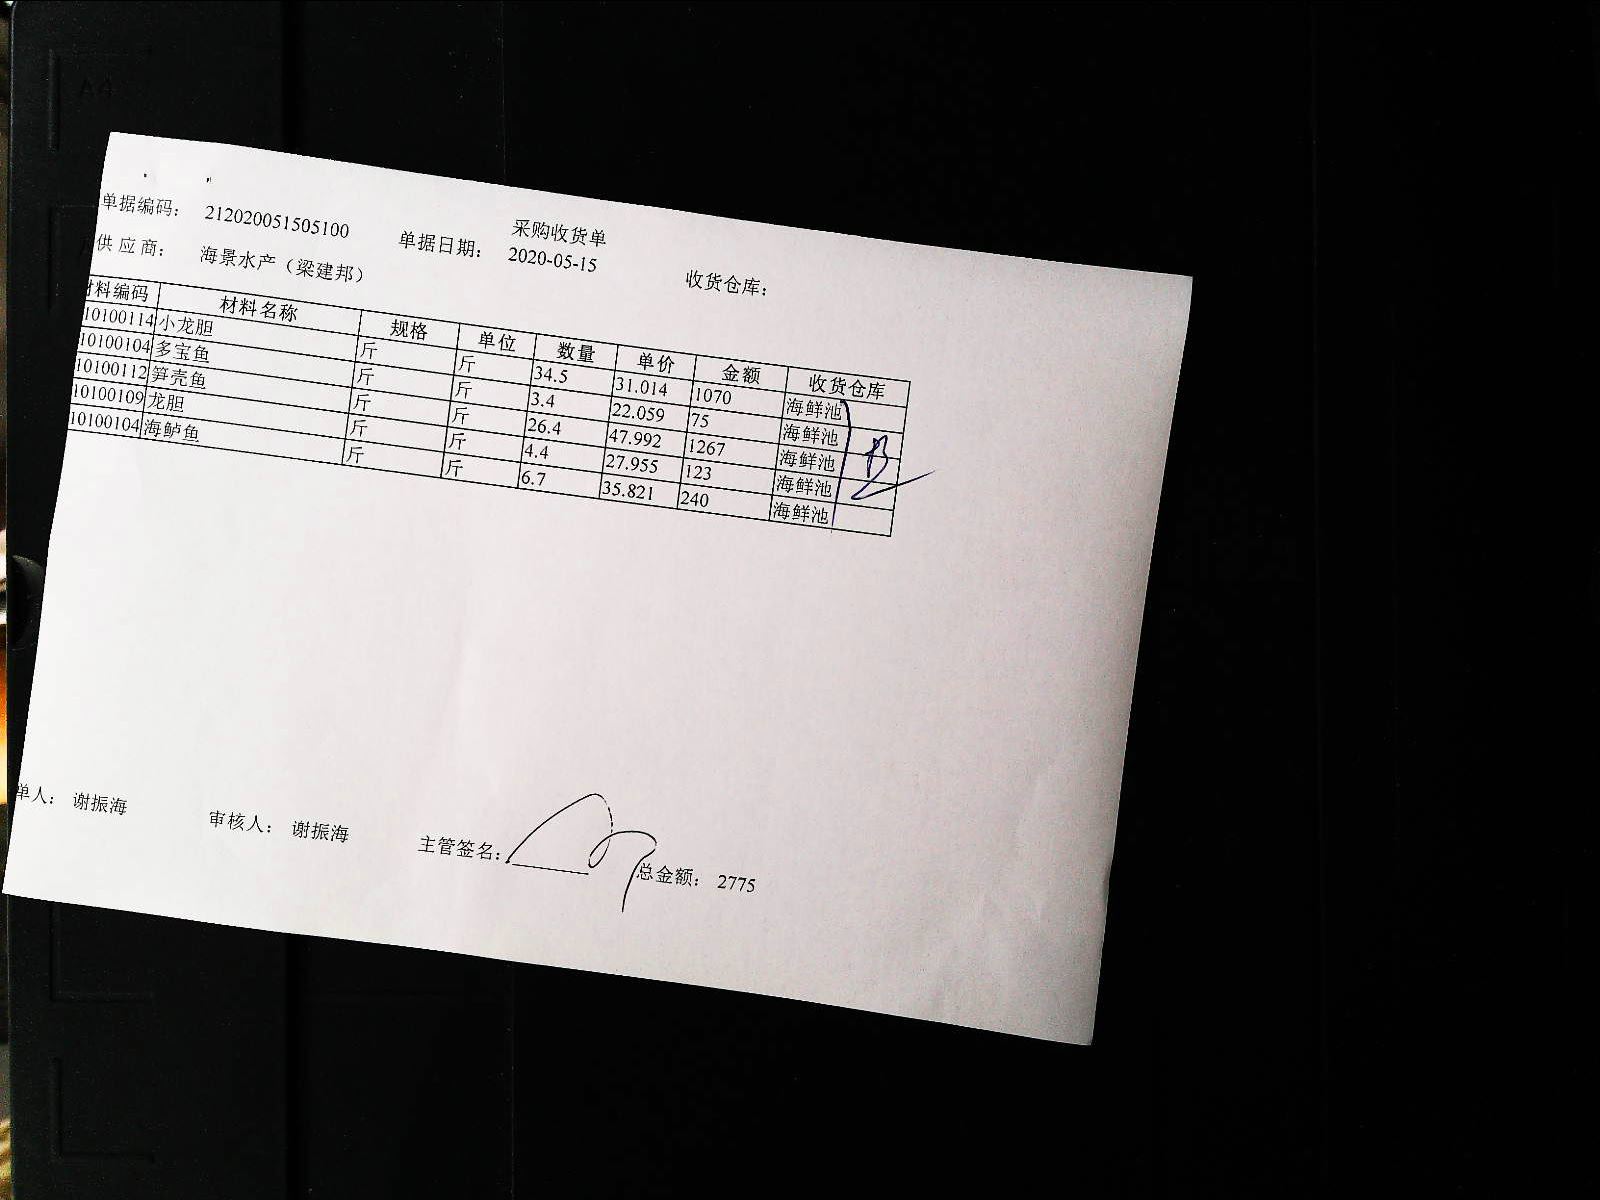 采购收货单
单据编码： 212020051505100 单据日期： 2020-05-15 收货仓库：
供应商： 海景水产（梁建邦）
材料编码 材料名称 规格 单位 数量 单价 金额 收货仓库
10100114 小龙胆 斤 斤 34.5 31.014 1070 海鲜池
10100104 多宝鱼 斤 斤 3.4 22.059 75 海鲜池
10100112 笋壳鱼 斤 斤 26.4 47.992 1267 海鲜池
10100109 龙胆 斤 斤 4.4 27.955 123 海鲜池
10100104 海鲈鱼 斤 斤 6.7 35.821 240 海鲜池
单人： 谢振海 审核人： 谢振海 主管签名： 总金额： 2775
A4